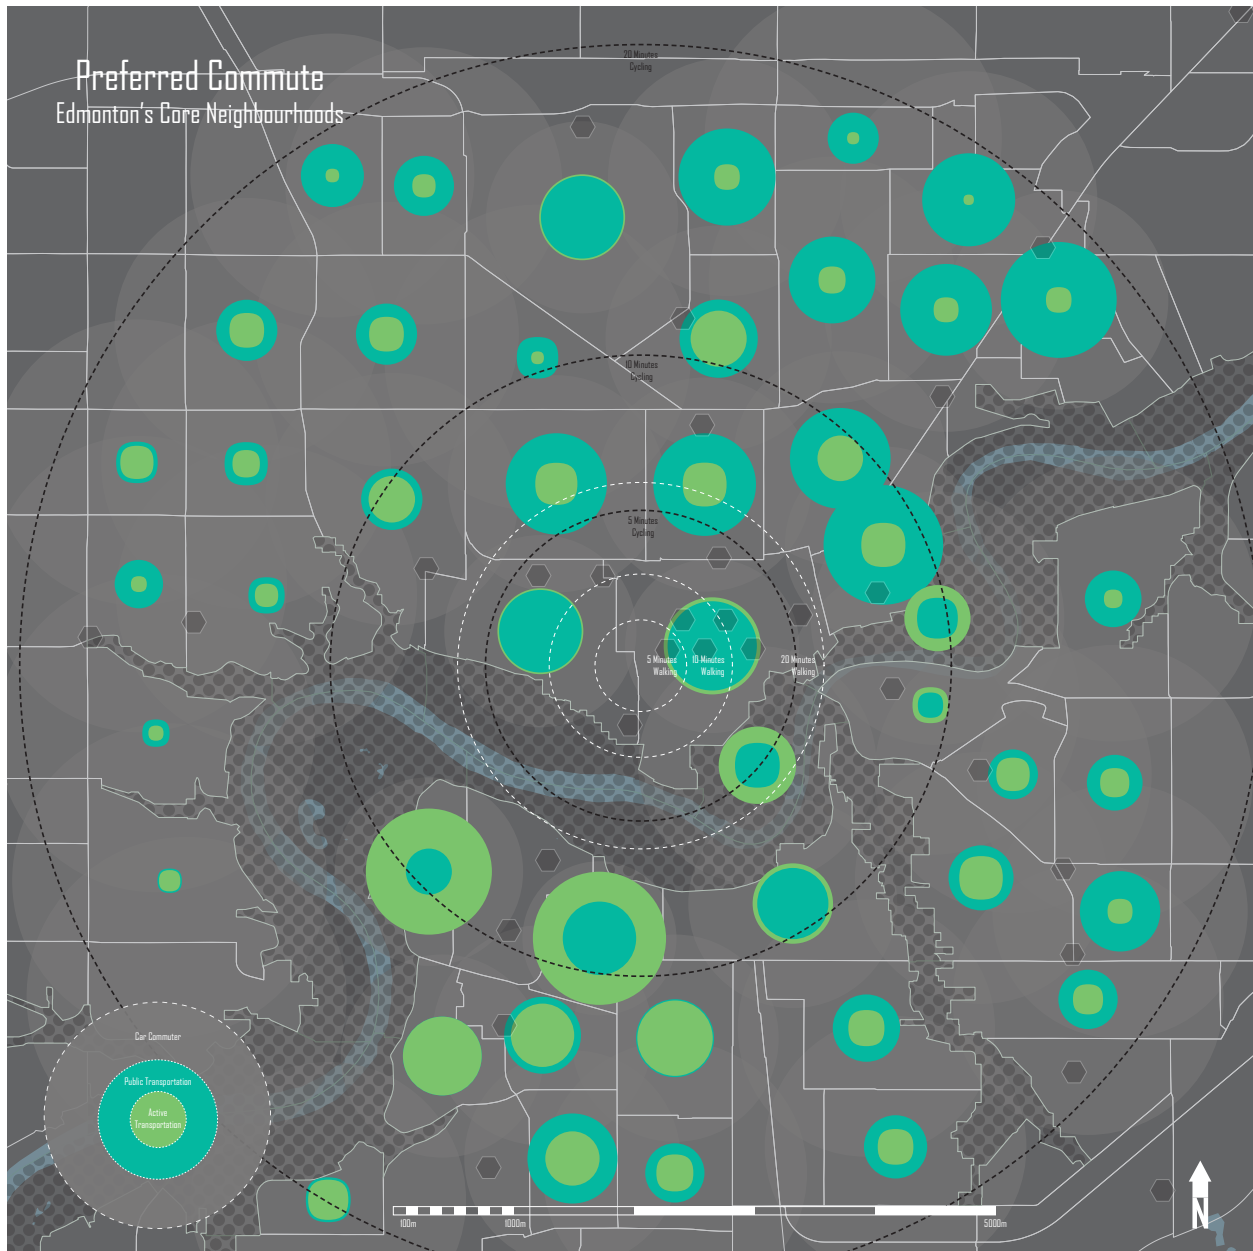 20 Minutes
Cycling
Preferred Commute
Edmonton's Core Neighbourhoods
10 Minutes
Cycling
5 Minutes
Cycling
5 Minutes
Walking
10 Minutes
Walking
20 Minutes
Walking
Car Commuter
Public Transportation
Active
Transportation
100m
1000m
5000m
N